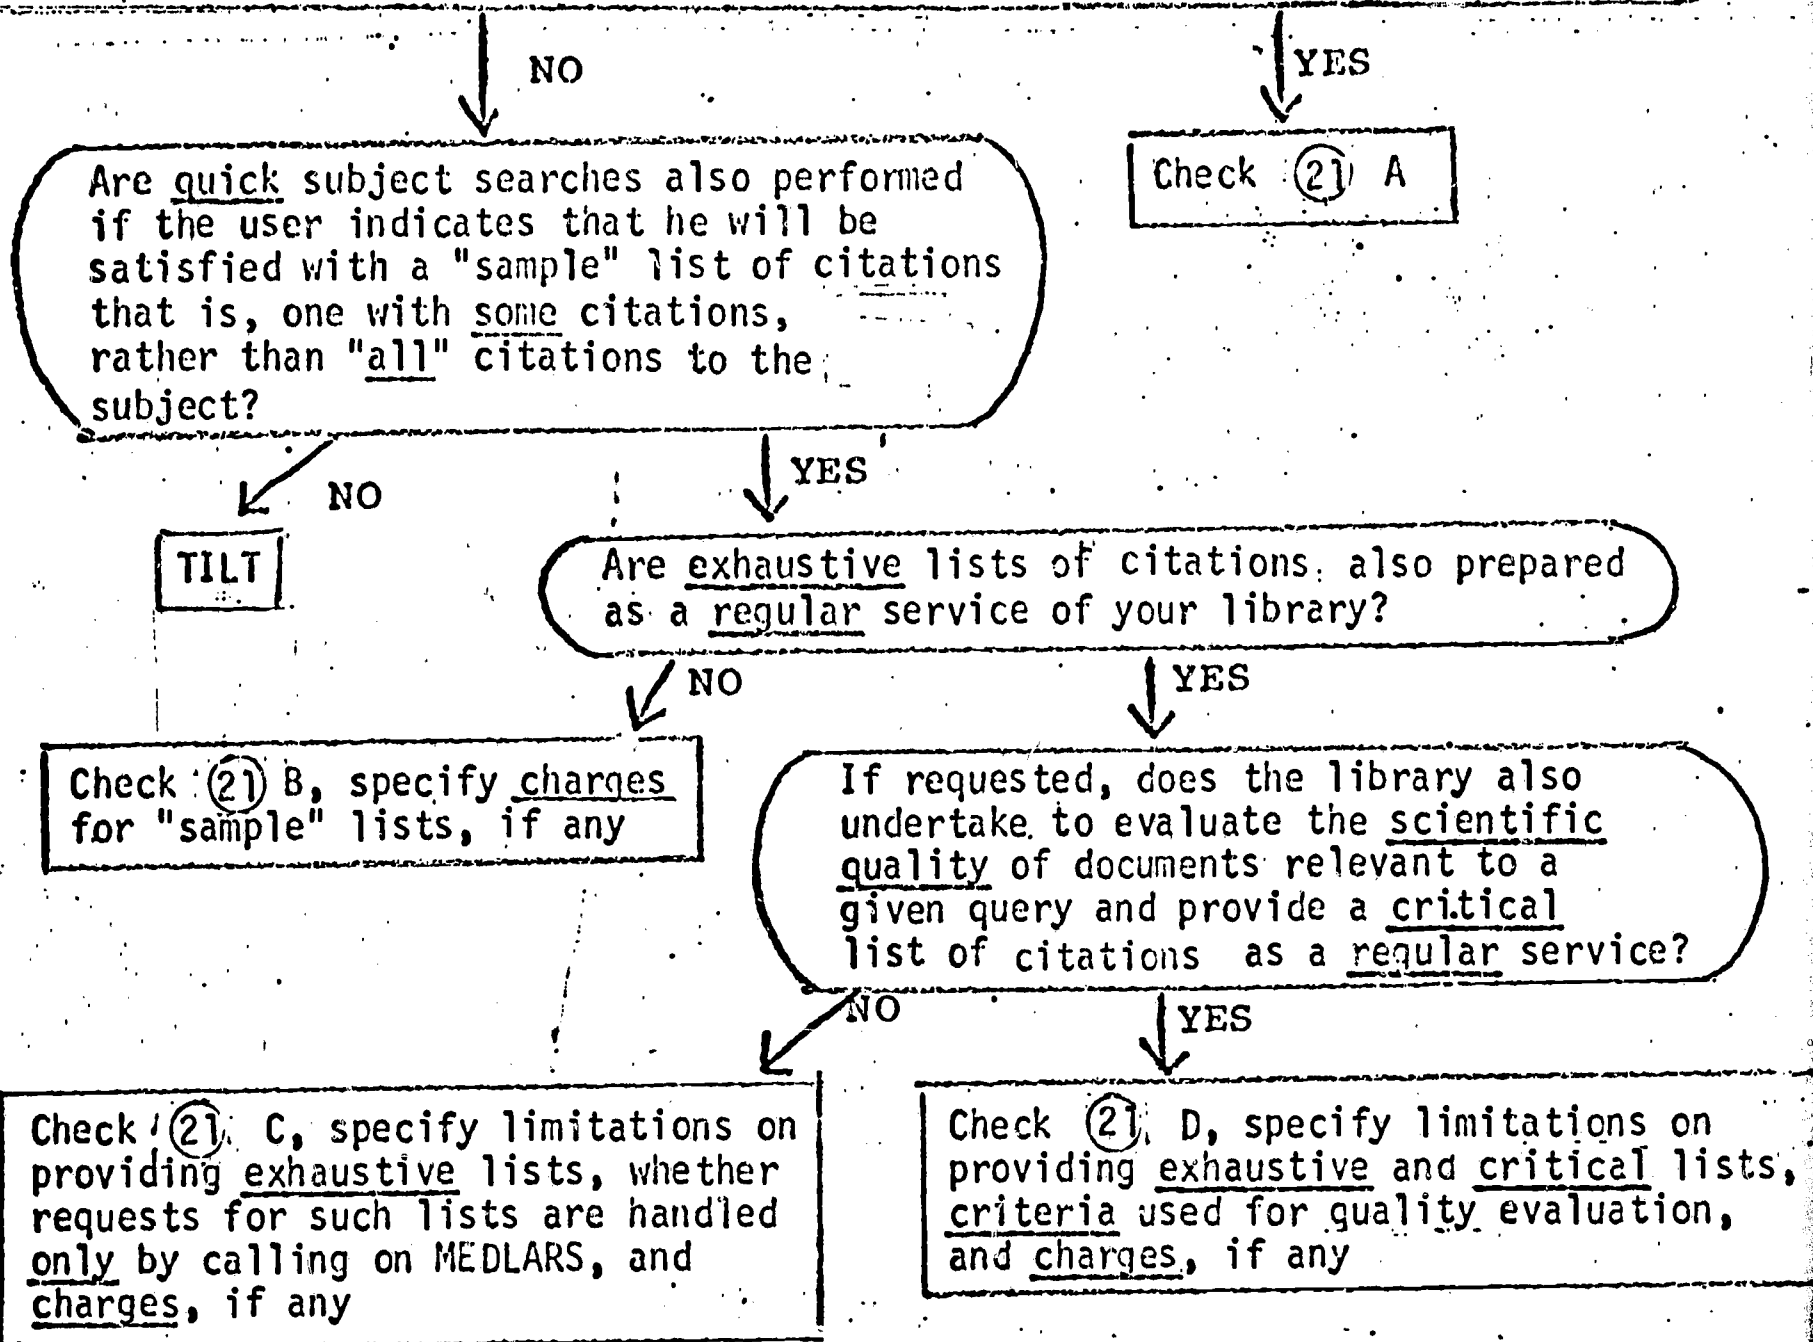 NO
YES
Check 21 A
Are quick subject searches also performed
if the user indicates that he will be
satisfied with a "sample" list of citations
that is, one with some citations,
rather than "all" citations to the
subject?
NO
YES
TILT
Are exhaustive lists of citations also prepared
as a regular service of your library?
NO
YES
Check 21 B, specify charges
for "sample" lists, if any
If requested, does the library also
undertake to evaluate the scientific
quality of documents relevant to a
given query and provide a critical
list of citations as a regular service?
NO
YES
Check 21 C, specify limitations on
providing exhaustive lists, whether
requests for such lists are handled
only by calling on MEDLARS, and
charges, if any
Check 21 D, specify limitations on
providing exhaustive and critical lists,
criteria used for quality evaluation,
and charges, if any